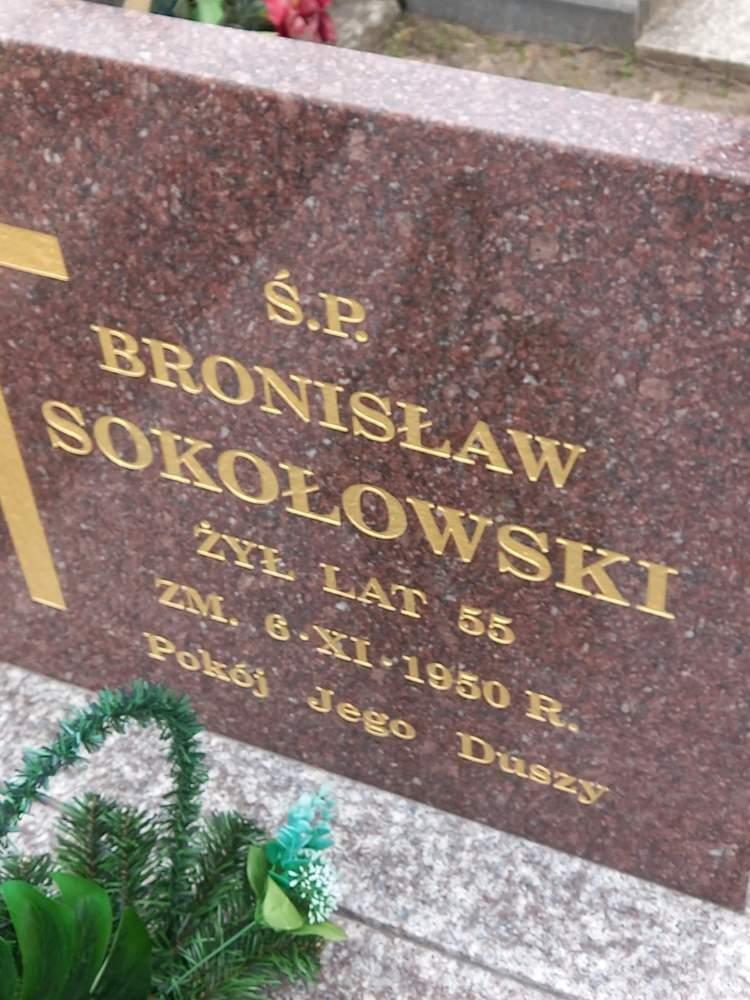 Ś.P.
BRONISŁAW
SOKOŁOWSKI
ŻYŁ LAT 55
ZM. 6·XI·1950 R.
Pokój Jego Duszy